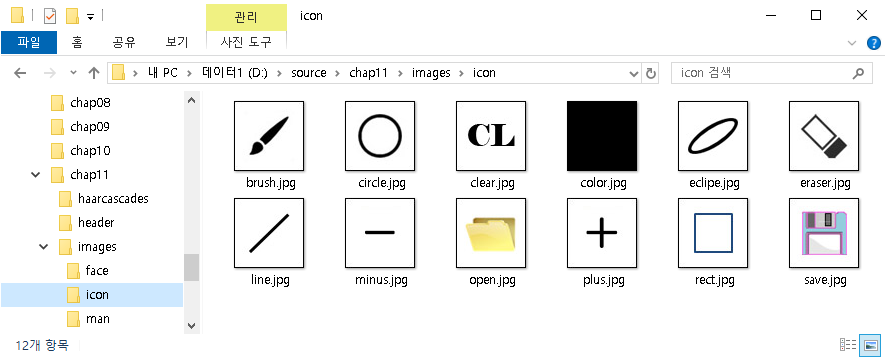 관리
icon
파일
홈
공유
보기
사진 도구
내 PC
데이터1 (D:)
source
chap11
images
icon
icon 검색
chap08
chap09
chap10
chap11
haarcascades
header
images
face
icon
man
CL
brush.jpg
circle.jpg
clear.jpg
color.jpg
eclipe.jpg
eraser.jpg
line.jpg
minus.jpg
open.jpg
plus.jpg
rect.jpg
save.jpg
12개 항목